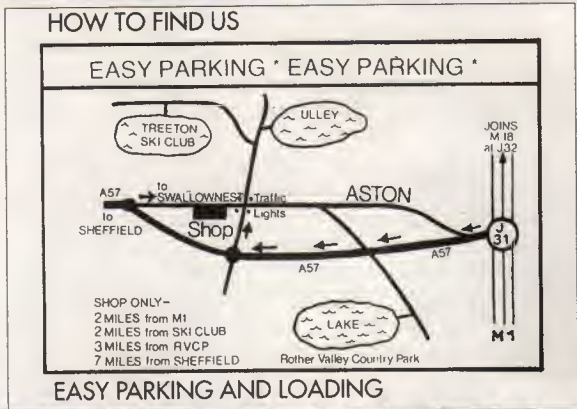 HOW TO FIND US
EASY PARKING * EASY PARKING *
TREETON
SKI CLUB
ULLEY
JOINS
M18
at J32
A57
to
SWALLOWNEST
Traffic
Lights
ASTON
to
SHEFFIELD
Shop
J
31
A57
A57
SHOP ONLY-
2 MILES from M1
2 MILES from SKI CLUB
3 MILES from RVCP
7 MILES from SHEFFIELD
LAKE
Rother Valley Country Park
M1
EASY PARKING AND LOADING